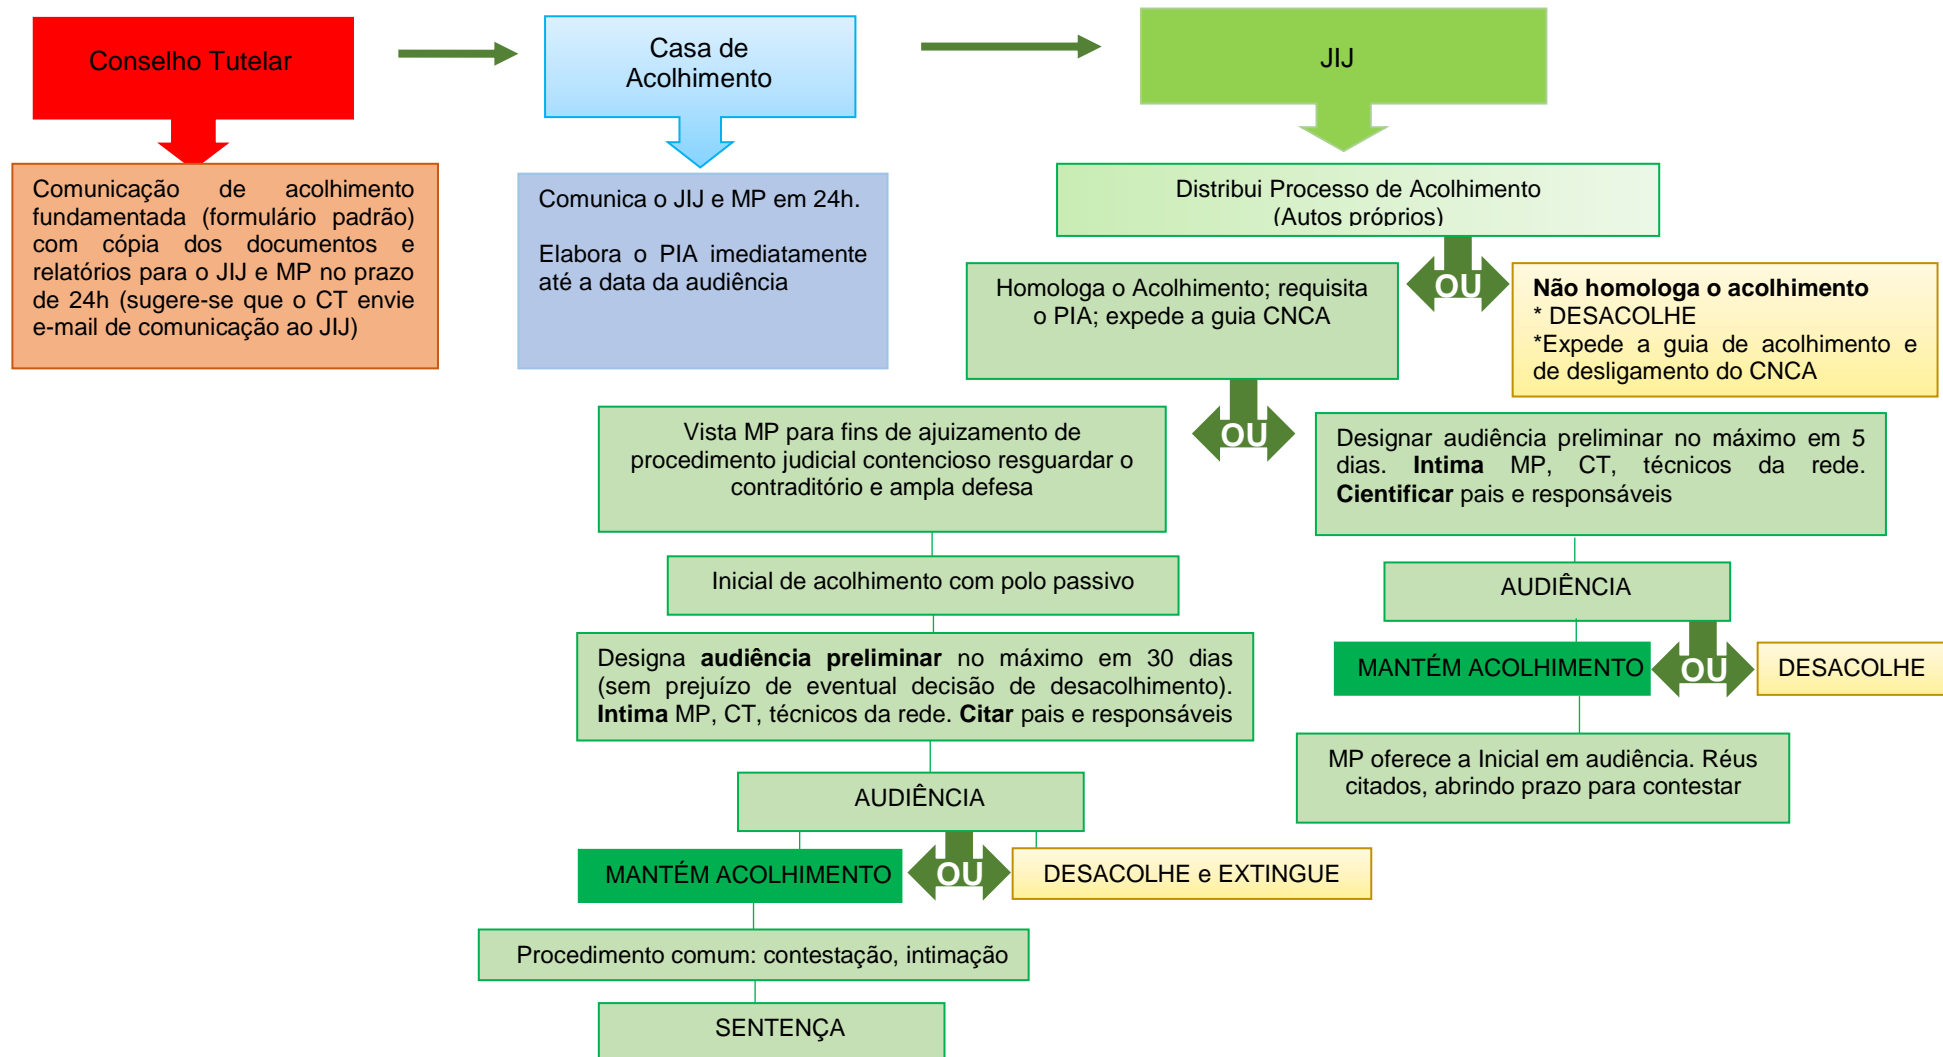 Conselho Tutelar
Casa de
Acolhimento
JIJ
Comunicação de acolhimento
fundamentada (formulário padrão)
com cópia dos documentos e
relatórios para o JIJ e MP no prazo
de 24h (sugere-se que o CT envie
e-mail de comunicação ao JIJ)
Comunica o JIJ e MP em 24h.
Elabora o PIA imediatamente
até a data da audiência
Distribui Processo de Acolhimento
(Autos próprios)
Homologa o Acolhimento; requisita
o PIA; expede a guia CNCA
OU
Não homologa o acolhimento
* DESACOLHE
*Expede a guia de acolhimento e
de desligamento do CNCA
Vista MP para fins de ajuizamento de
procedimento judicial contencioso resguardar o
contraditório e ampla defesa
OU
Designar audiência preliminar no máximo em 5
dias. Intima MP, CT, técnicos da rede.
Cientificar pais e responsáveis
Inicial de acolhimento com polo passivo
AUDIÊNCIA
Designa audiência preliminar no máximo em 30 dias
(sem prejuízo de eventual decisão de desacolhimento).
Intima MP, CT, técnicos da rede. Citar pais e responsáveis
MANTÉM ACOLHIMENTO
OU
DESACOLHE
MP oferece a Inicial em audiência. Réus
citados, abrindo prazo para contestar
AUDIÊNCIA
MANTÉM ACOLHIMENTO
OU
DESACOLHE e EXTINGUE
Procedimento comum: contestação, intimação
SENTENÇA